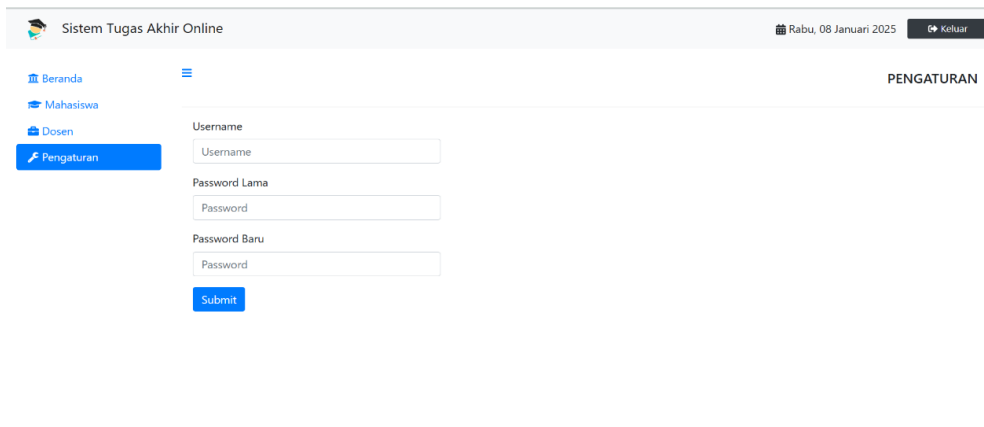 Sistem Tugas Akhir Online
Rabu, 08 Januari 2025
Keluar
Beranda
Mahasiswa
Dosen
Pengaturan
PENGATURAN
Username
Username
Password Lama
Password
Password Baru
Password
Submit